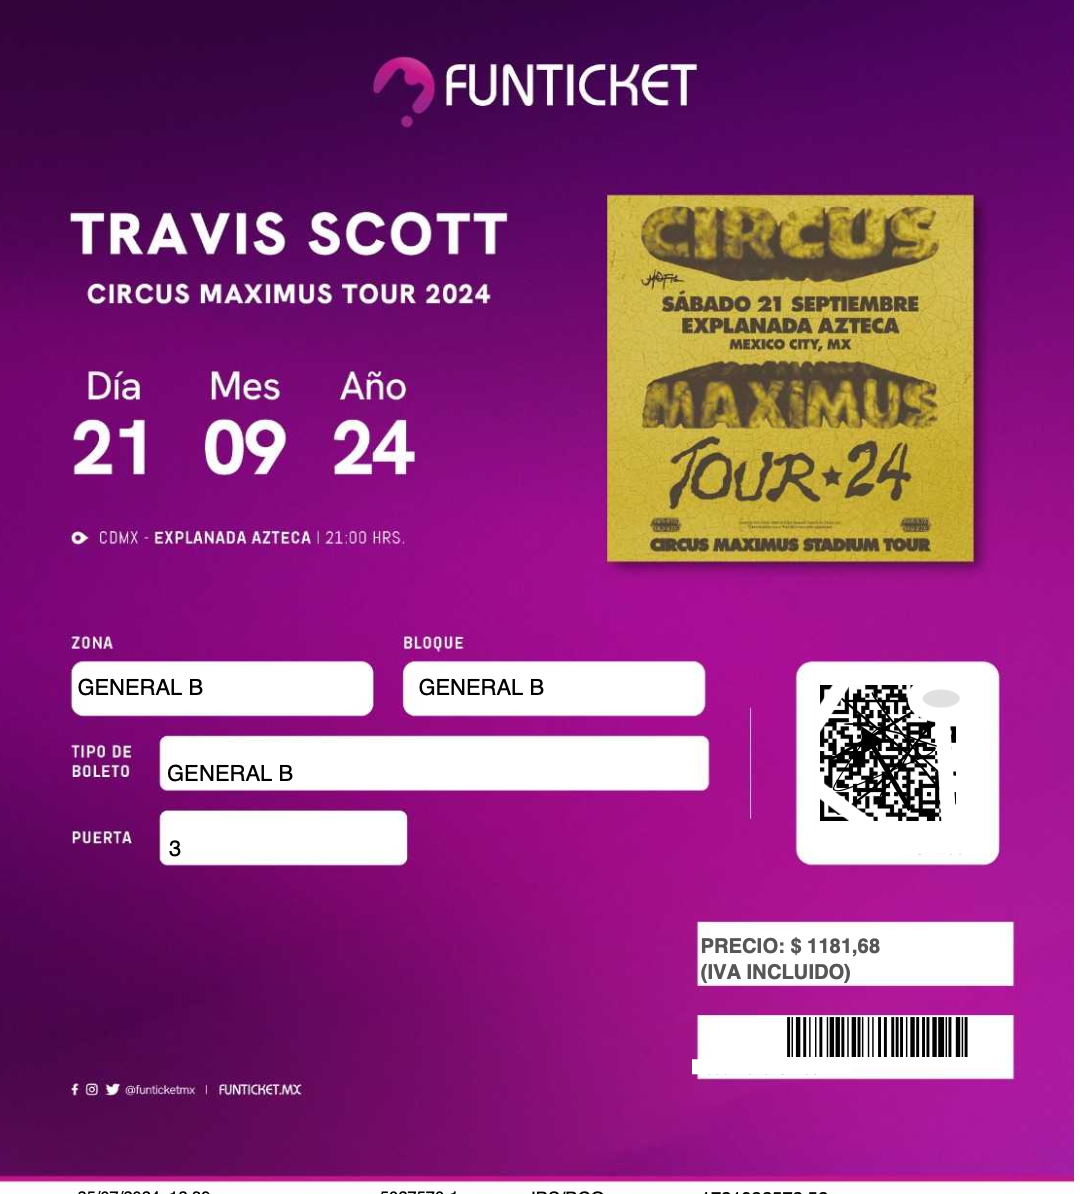 FUNTICKET
TRAVIS SCOTT
CIRCUS MAXIMUS TOUR 2024
Día Mes Año
21 09 24
CDMX - EXPLANADA AZTECA | 21:00 HRS.
CIRCUS
SÁBADO 21 SEPTIEMBRE
EXPLANADA AZTECA
MEXICO CITY, MX
MAXIMUS
TOUR★24
CIRCUS MAXIMUS STADIUM TOUR
ZONA
GENERAL B
BLOQUE
GENERAL B
TIPO DE
BOLETO
GENERAL B
PUERTA
3
PRECIO: $ 1181,68
(IVA INCLUIDO)
@funticketmx | FUNTICKET.MX